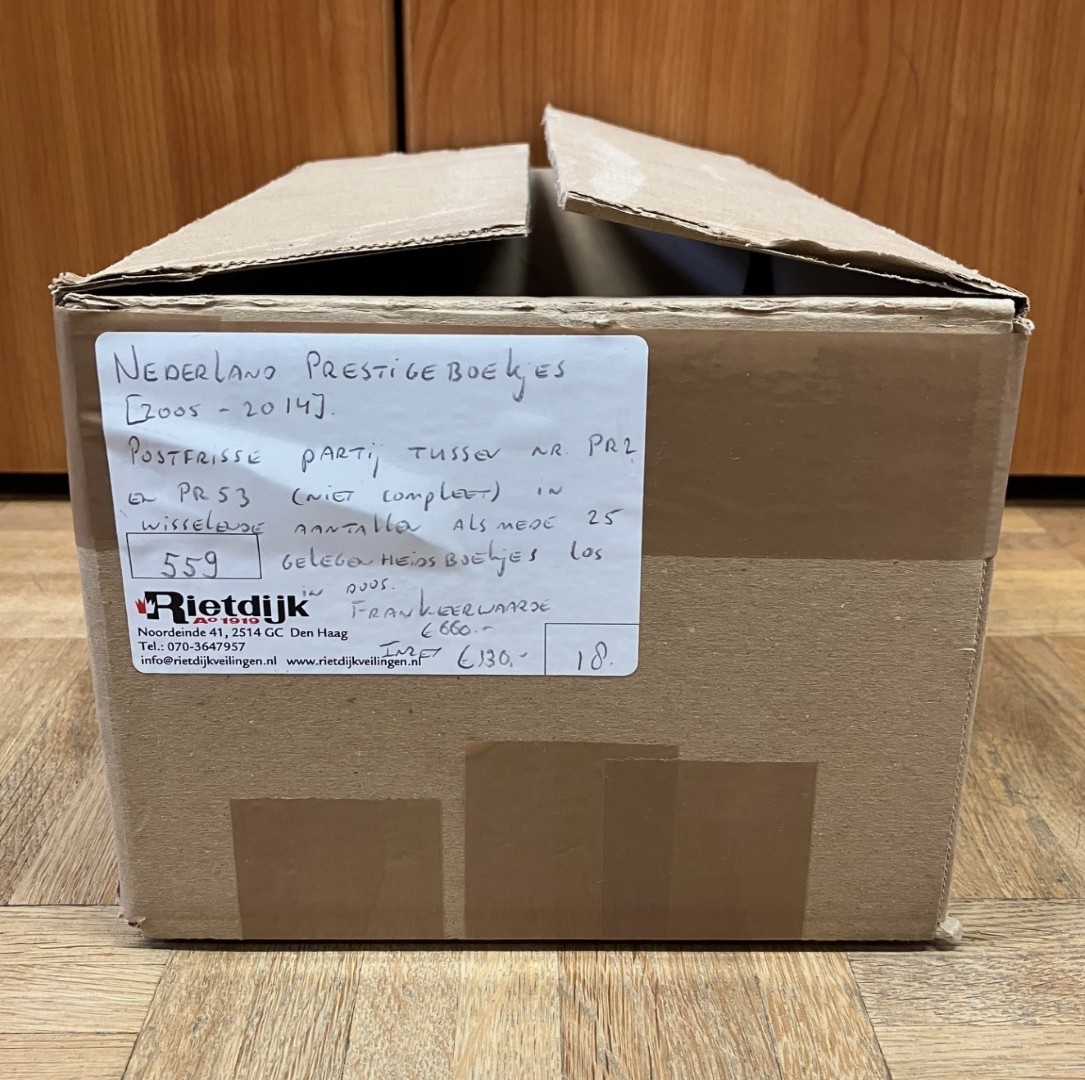 NEDERLAND PRESTIGEBOEKJES
[2005 - 2014].
POSTFRISSE PARTIJ TUSSEN NR. PR2
EN PR53 (NIET COMPLEET) IN
WISSELENDE AANTALLEN ALSMEDE 25
559 GELEGENHEIDSBOEKJES LOS
IN DOOS.
Rietdijk FRANKEERWAARDE
Aº 1919 €660.-
Noordeinde 41, 2514 GC Den Haag
Tel.: 070-3647957
INZET €130,- 18.
info@rietdijkveilingen.nl www.rietdijkveilingen.nl